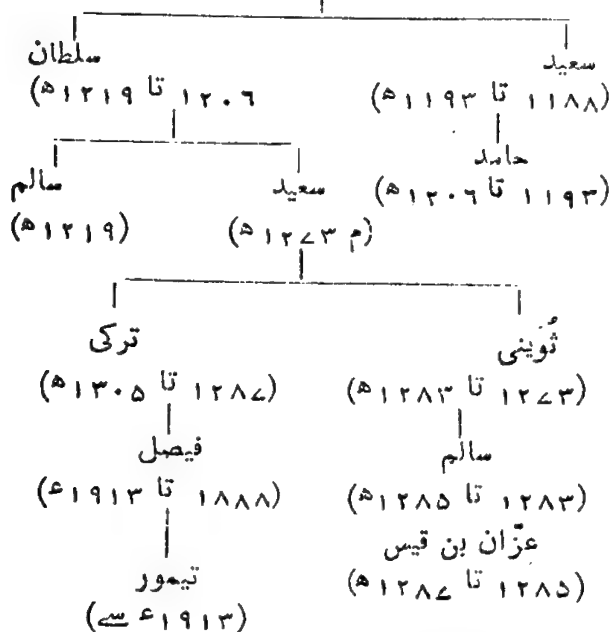 سعید سلطان
(۱۱۸۸ تا ۱۱۹۳ھ) ۱۲۰۶ تا ۱۲۱۹ھ)
حامد
(۱۱۹۳ تا ۱۲۰۶ھ) سعید سالم
(م ۱۲۷۳ھ) (۱۲۱۹ھ)
ثُوَینی ترکی
(۱۲۷۳ تا ۱۲۸۳ھ) (۱۲۸۷ تا ۱۳۰۵ھ)
سالم فیصل
(۱۲۸۳ تا ۱۲۸۵ھ) (۱۸۸۸ تا ۱۹۱۳ء)
عزّان بن قیس
(۱۲۸۵ تا ۱۲۸۷ھ) تیمور
(۱۹۱۳ء سے)